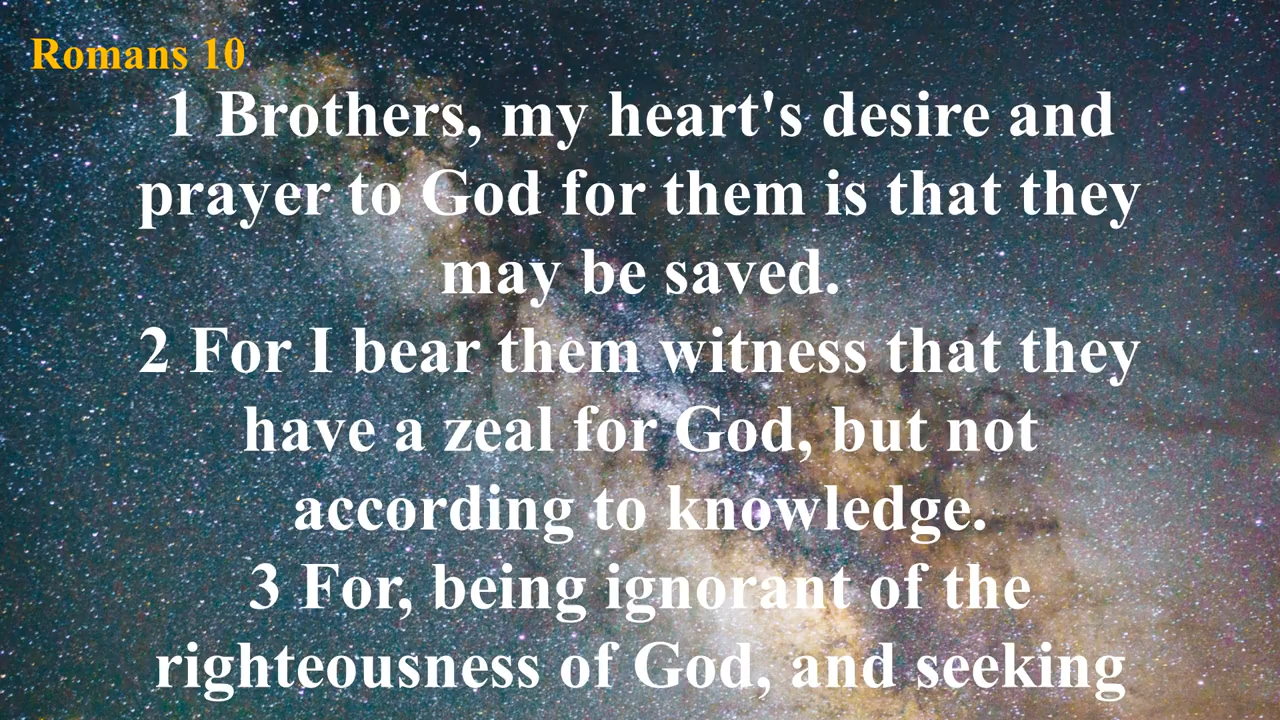 Romans 10
1 Brothers, my heart's desire and
prayer to God for them is that they
may be saved.
2 For I bear them witness that they
have a zeal for God, but not
according to knowledge.
3 For, being ignorant of the
righteousness of God, and seeking